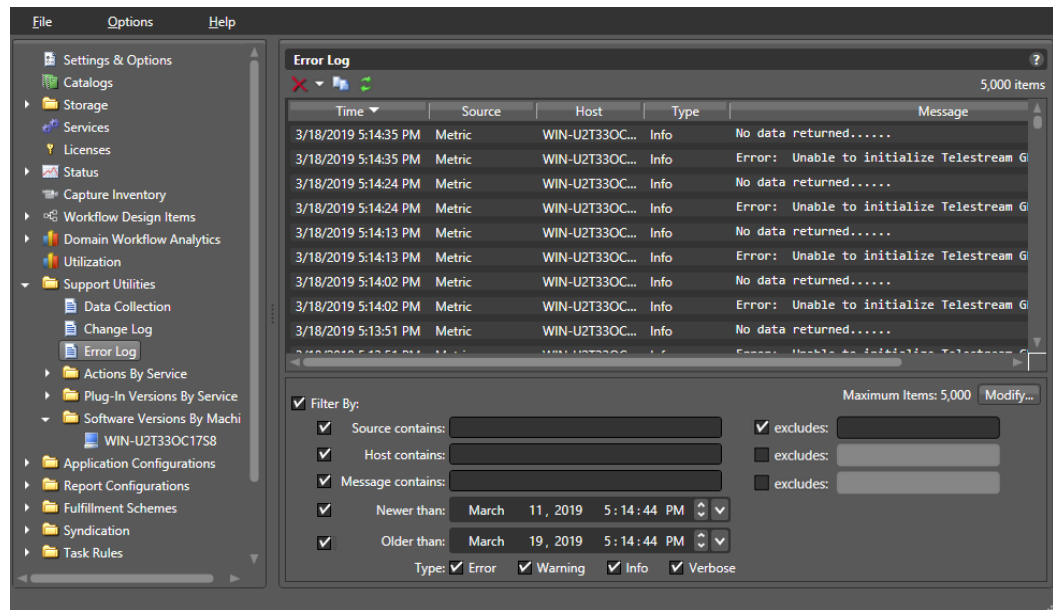 File Options Help
Settings & Options
Catalogs
Storage
Services
Licenses
Status
Capture Inventory
Workflow Design Items
Domain Workflow Analytics
Utilization
Support Utilities
Data Collection
Change Log
Error Log
Actions By Service
Plug-In Versions By Service
Software Versions By Machi
WIN-U2T33OC17S8
Application Configurations
Report Configurations
Fulfillment Schemes
Syndication
Task Rules
Error Log ?
5,000 items
Time Source Host Type Message
3/18/2019 5:14:35 PM Metric WIN-U2T33OC... Info No data returned......
3/18/2019 5:14:35 PM Metric WIN-U2T33OC... Info Error: Unable to initialize Telestream
3/18/2019 5:14:24 PM Metric WIN-U2T33OC... Info No data returned......
3/18/2019 5:14:24 PM Metric WIN-U2T33OC... Info Error: Unable to initialize Telestream
3/18/2019 5:14:13 PM Metric WIN-U2T33OC... Info No data returned......
3/18/2019 5:14:13 PM Metric WIN-U2T33OC... Info Error: Unable to initialize Telestream
3/18/2019 5:14:02 PM Metric WIN-U2T33OC... Info No data returned......
3/18/2019 5:14:02 PM Metric WIN-U2T33OC... Info Error: Unable to initialize Telestream
3/18/2019 5:13:51 PM Metric WIN-U2T33OC... Info No data returned......
Filter By: Maximum Items: 5,000 Modify...
Source contains: excludes:
Host contains: excludes:
Message contains: excludes:
Newer than: March 11, 2019 5:14:44 PM
Older than: March 19, 2019 5:14:44 PM
Type: Error Warning Info Verbose